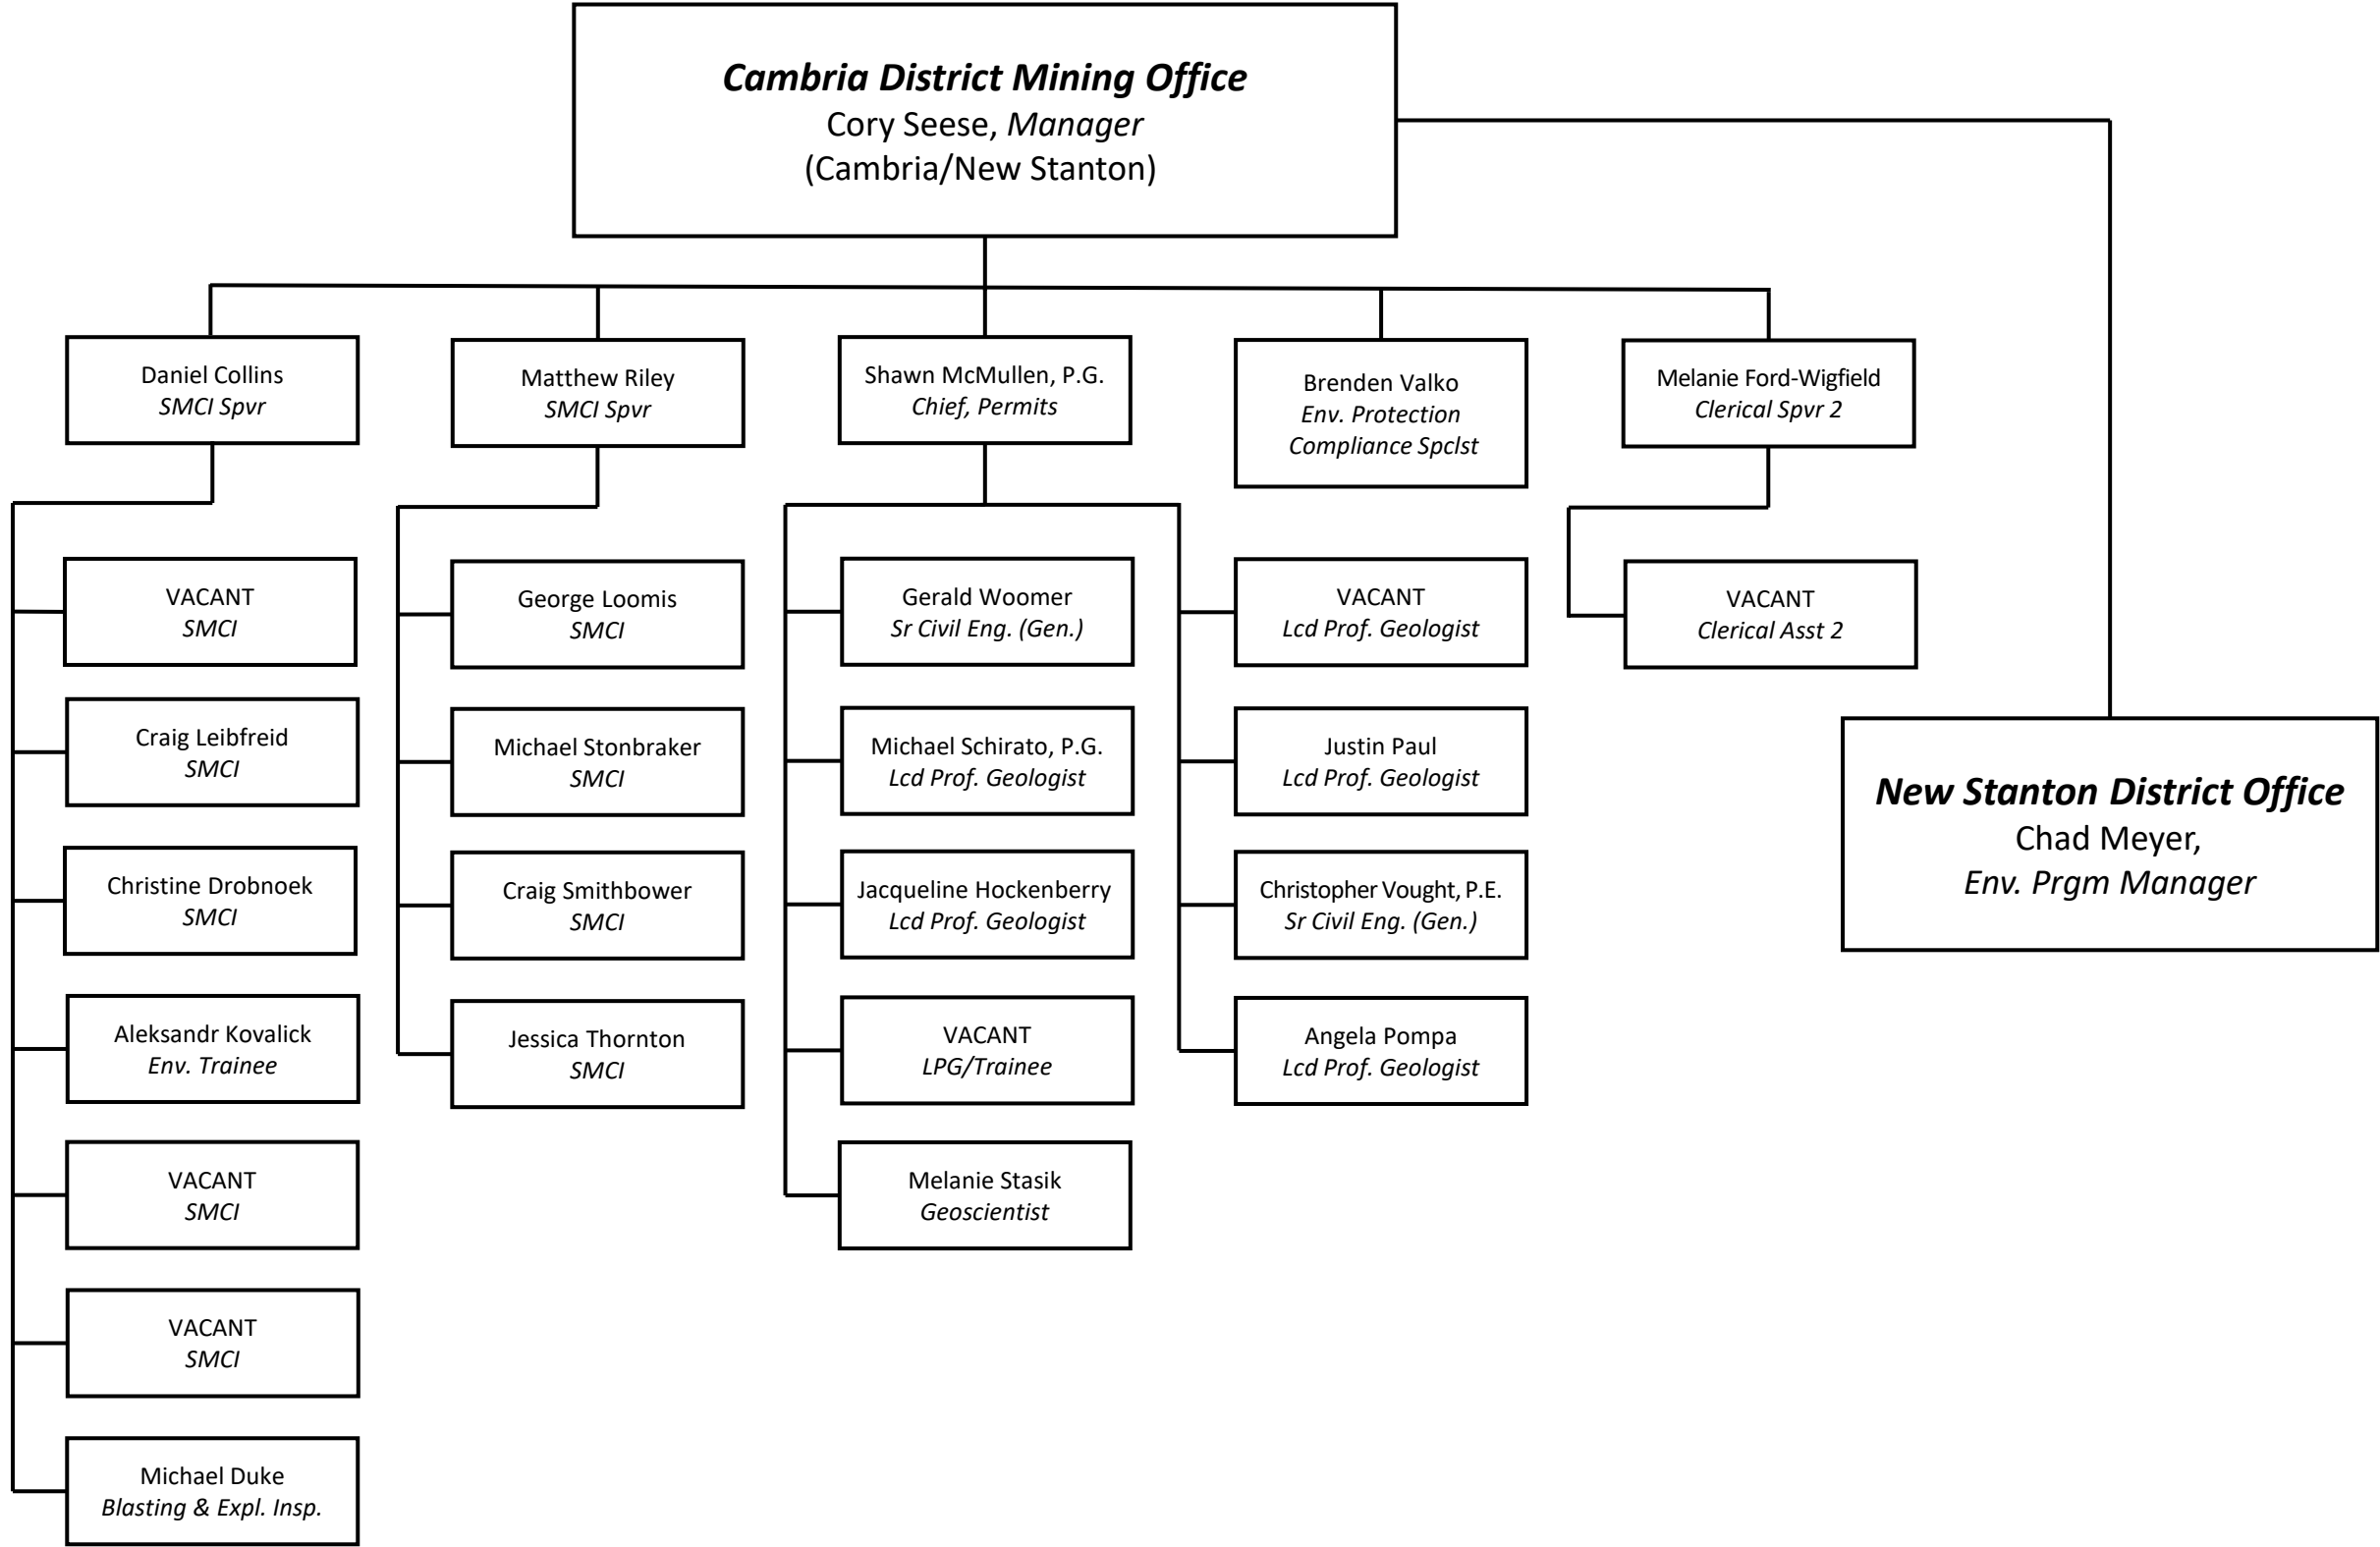 Cambria District Mining Office
Cory Seese, Manager
(Cambria/New Stanton)
Daniel Collins
SMCI Spvr
Matthew Riley
SMCI Spvr
Shawn McMullen, P.G.
Chief, Permits
Brenden Valko
Env. Protection
Compliance Spclst
Melanie Ford-Wigfield
Clerical Spvr 2
VACANT
SMCI
Craig Leibfreid
SMCI
Christine Drobnoek
SMCI
Aleksandr Kovalick
Env. Trainee
VACANT
SMCI
VACANT
SMCI
Michael Duke
Blasting & Expl. Insp.
George Loomis
SMCI
Michael Stonbraker
SMCI
Craig Smithbower
SMCI
Jessica Thornton
SMCI
Gerald Woomer
Sr Civil Eng. (Gen.)
Michael Schirato, P.G.
Lcd Prof. Geologist
Jacqueline Hockenberry
Lcd Prof. Geologist
VACANT
LPG/Trainee
Melanie Stasik
Geoscientist
VACANT
Lcd Prof. Geologist
Justin Paul
Lcd Prof. Geologist
Christopher Vought, P.E.
Sr Civil Eng. (Gen.)
Angela Pompa
Lcd Prof. Geologist
VACANT
Clerical Asst 2
New Stanton District Office
Chad Meyer,
Env. Prgm Manager